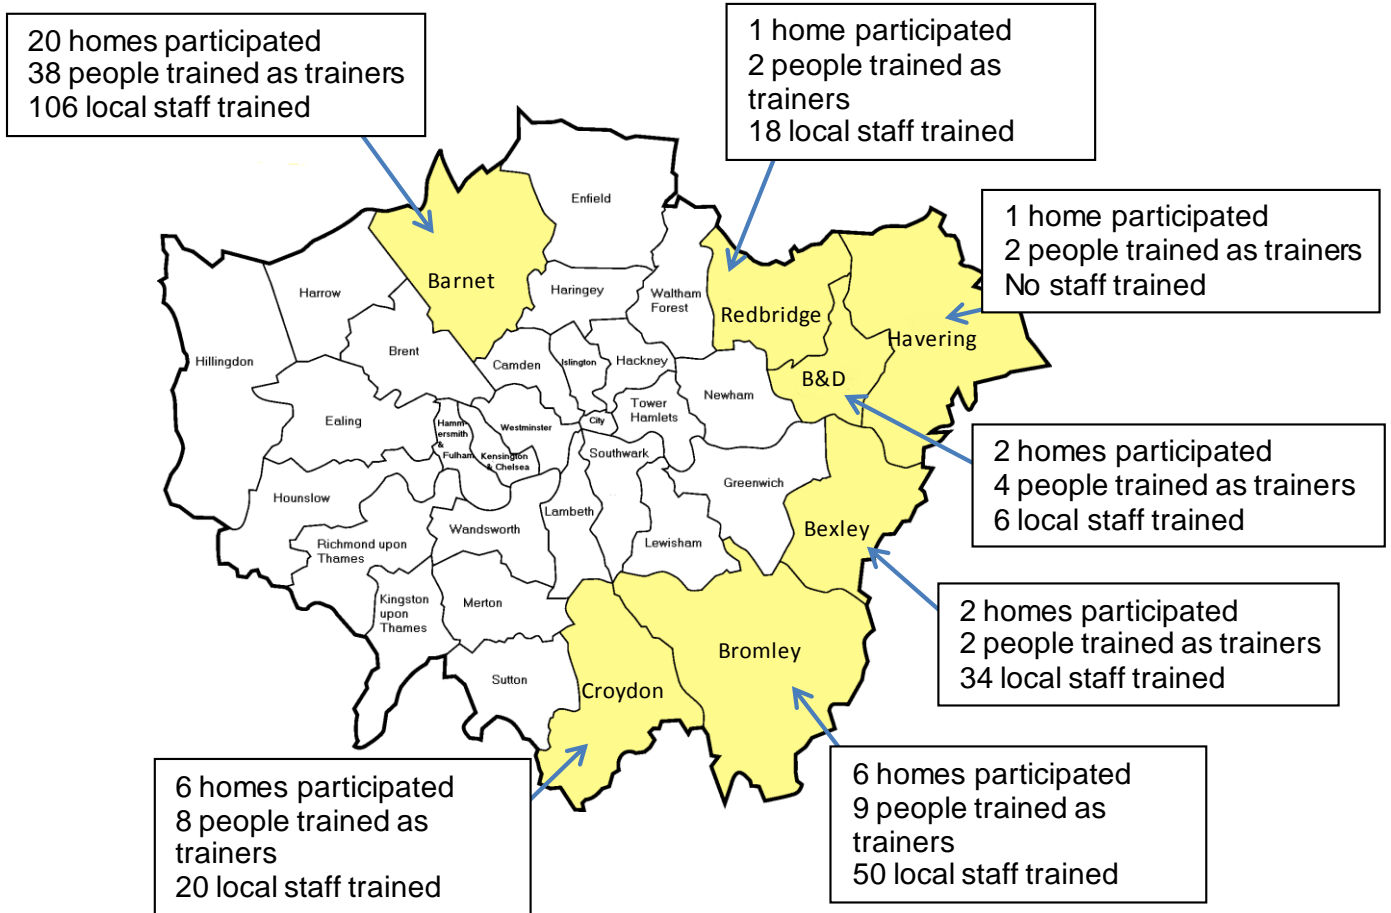 20 homes participated
38 people trained as trainers
106 local staff trained
1 home participated
2 people trained as
trainers
18 local staff trained
1 home participated
2 people trained as trainers
No staff trained
Enfield
Barnet
Harrow
Haringey
Waltham
Forest
Redbridge
Havering
Hillingdon
Brent
Camden
Islington
Hackney
B&D
Newham
Ealing
Tower
Hamlets
Hamm-
ersmith
&
Fulham
Westminster
City
Kensington
& Chelsea
Southwark
2 homes participated
4 people trained as trainers
6 local staff trained
Greenwich
Hounslow
Lambeth
Wandsworth
Bexley
Richmond upon
Thames
Lewisham
Kingston
upon
Thames
Merton
2 homes participated
2 people trained as trainers
34 local staff trained
Bromley
Sutton
Croydon
6 homes participated
8 people trained as
trainers
20 local staff trained
6 homes participated
9 people trained as
trainers
50 local staff trained